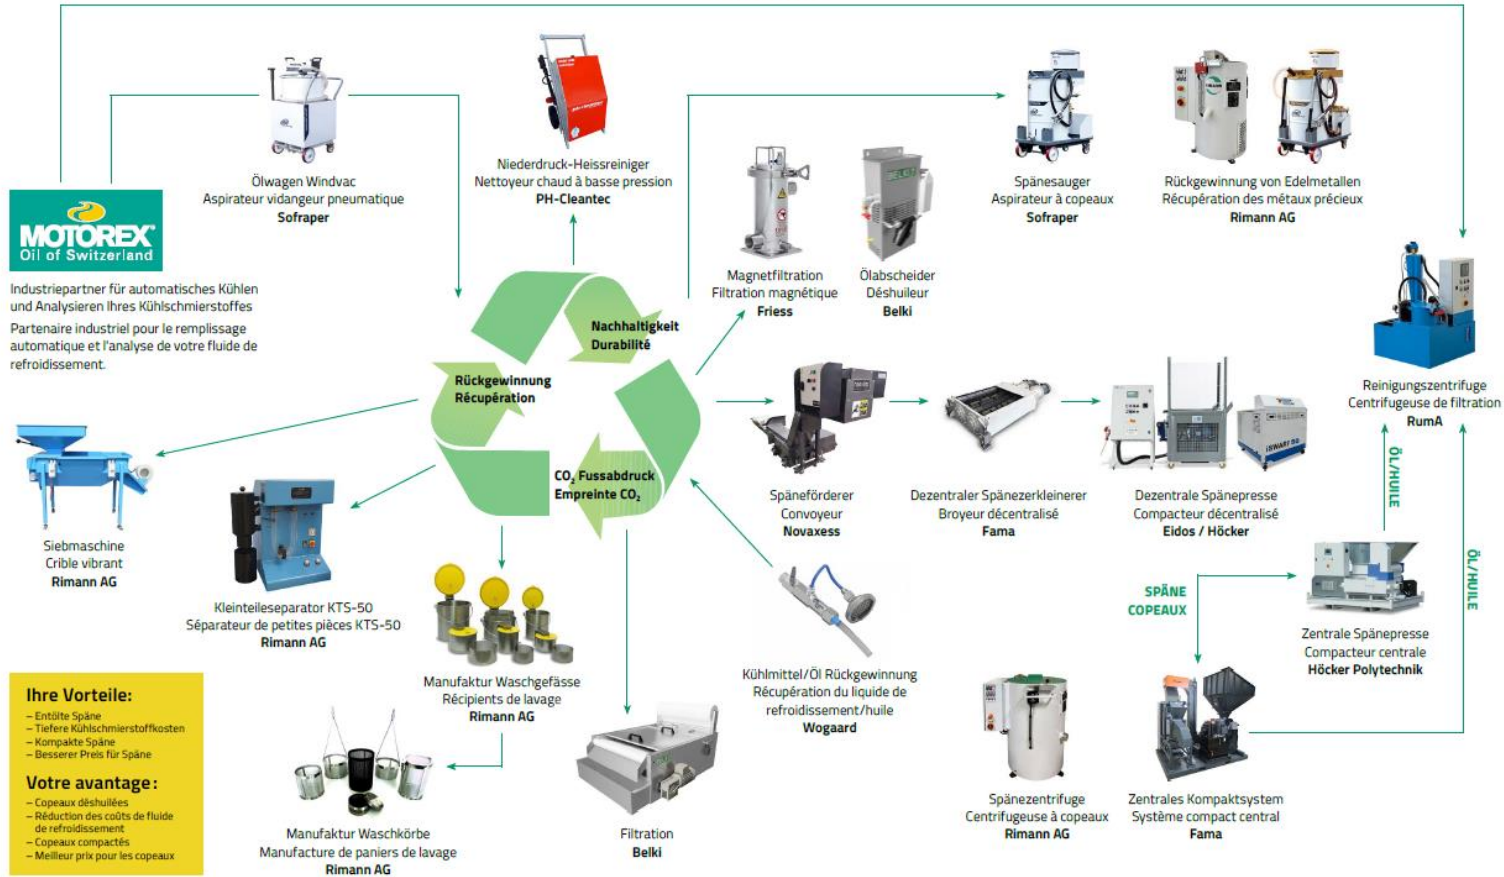 Ölwagen Windvac
Aspirateur vidangeur pneumatique
Sofraper
Niederdruck-Heissreiniger
Nettoyeur chaud à basse pression
PH-Cleantec
Spänesauger
Aspirateur à copeaux
Sofraper
Rückgewinnung von Edelmetallen
Récupération des métaux précieux
Rimann AG
MOTOREX
Oil of Switzerland
Industriepartner für automatisches Kühlen
und Analysieren Ihres Kühlschmierstoffes
Partenaire industriel pour le remplissage
automatique et l'analyse de votre fluide de
refroidissement.
Magnetfiltration
Filtration magnétique
Friess
Ölabscheider
Déshuileur
Belki
Nachhaltigkeit
Durabilité
Rückgewinnung
Récupération
CO₂ Fussabdruck
Empreinte CO₂
Reinigungszentrifuge
Centrifugeuse de filtration
RumA
Späneförderer
Convoyeur
Novaxess
Dezentraler Spänezerkleinerer
Broyeur décentralisé
Fama
Dezentrale Spänepresse
Compacteur décentralisé
Eidos / Höcker
ÖL/HUILE
ÖL/HUILE
Siebmaschine
Crible vibrant
Rimann AG
Kleinteileseparator KTS-50
Séparateur de petites pièces KTS-50
Rimann AG
SPÄNE
COPEAUX
Zentrale Spänepresse
Compacteur centrale
Höcker Polytechnik
Manufaktur Waschgefässe
Récipients de lavage
Rimann AG
Kühlmittel/Öl Rückgewinnung
Récupération du liquide de
refroidissement/huile
Wogaard
Ihre Vorteile:
– Entölte Späne
– Tiefere Kühlschmierstoffkosten
– Kompakte Späne
– Besserer Preis für Späne
Votre avantage:
– Copeaux déshuilées
– Réduction des coûts de fluide
de refroidissement
– Copeaux compactés
– Meilleur prix pour les copeaux
Manufaktur Waschkörbe
Manufacture de paniers de lavage
Rimann AG
Filtration
Belki
Spänezentrifuge
Centrifugeuse à copeaux
Rimann AG
Zentrales Kompaktsystem
Système compact central
Fama